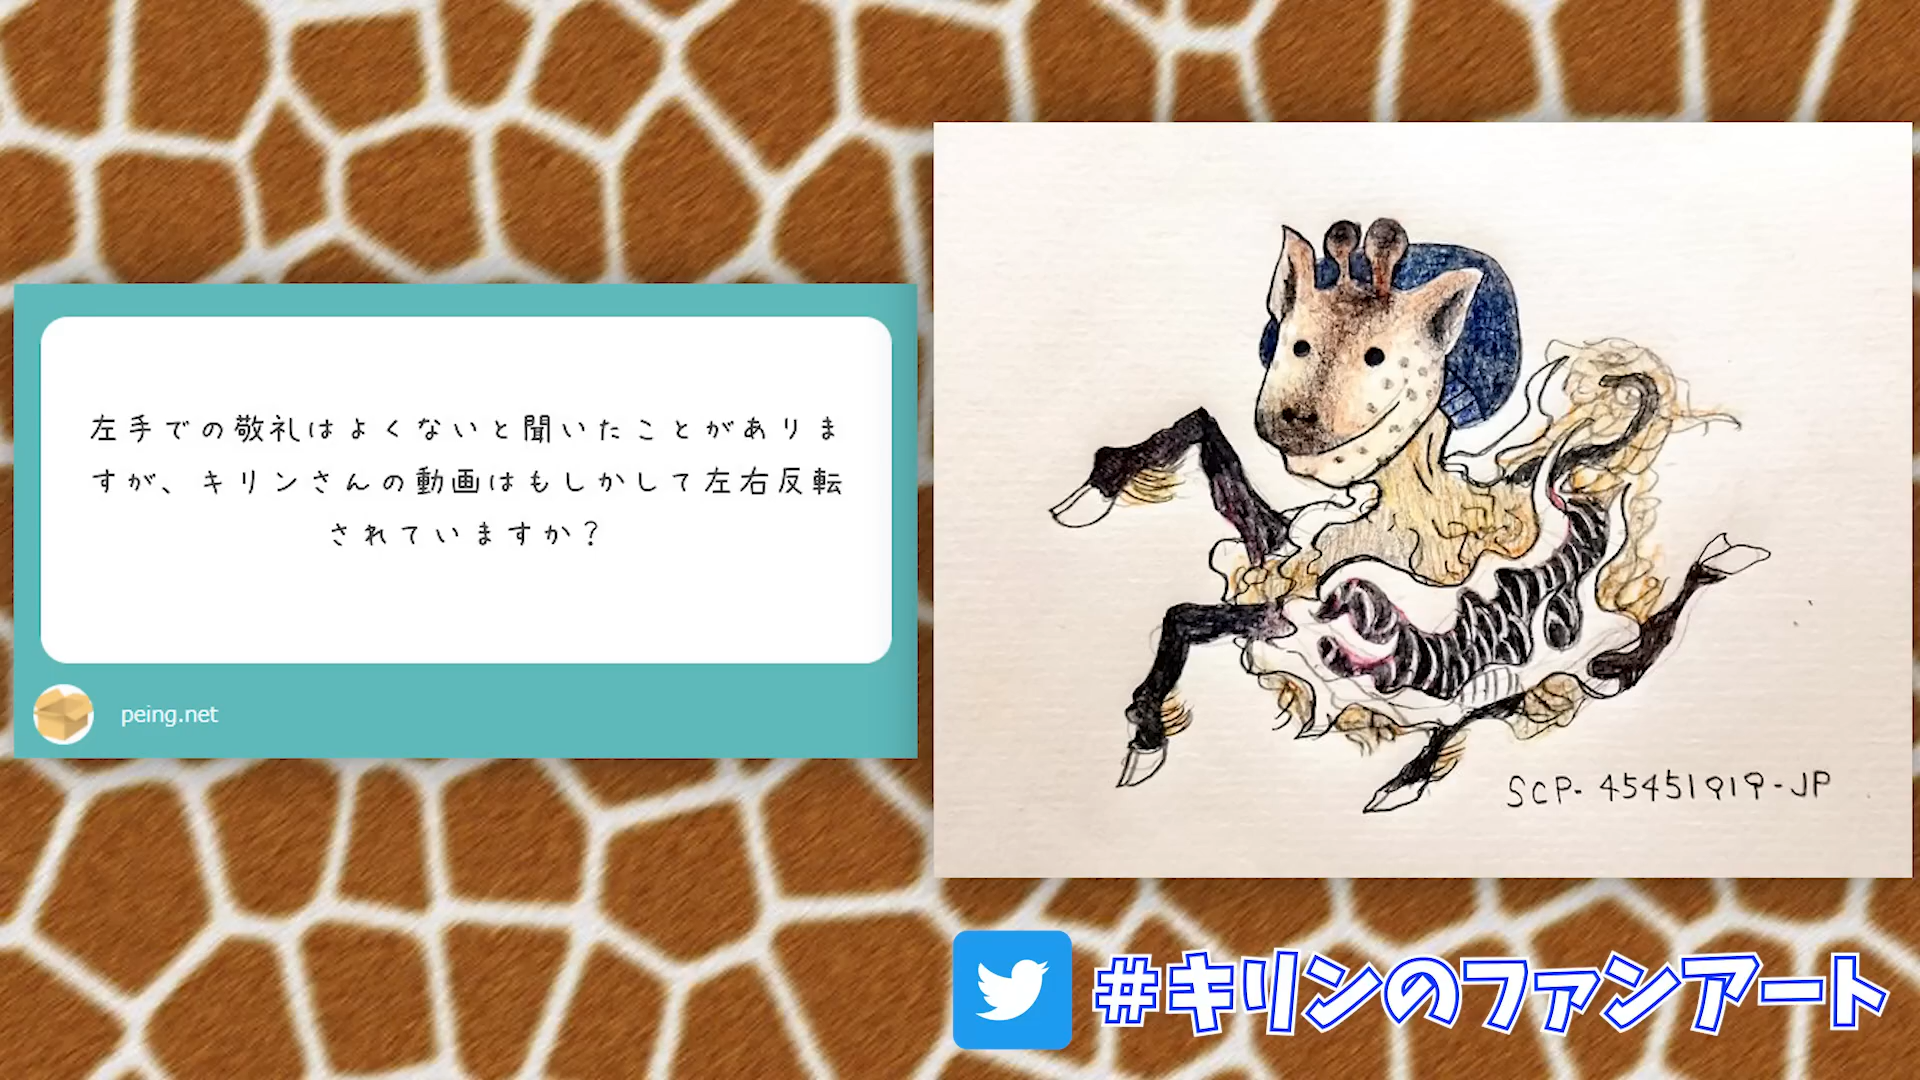 左手での敬礼はよくないと聞いたことがありま
すが、キリンさんの動画はもしかして左右反転
されていますか？
peing.net
SCP-45451919-JP
#キリンのファンアート